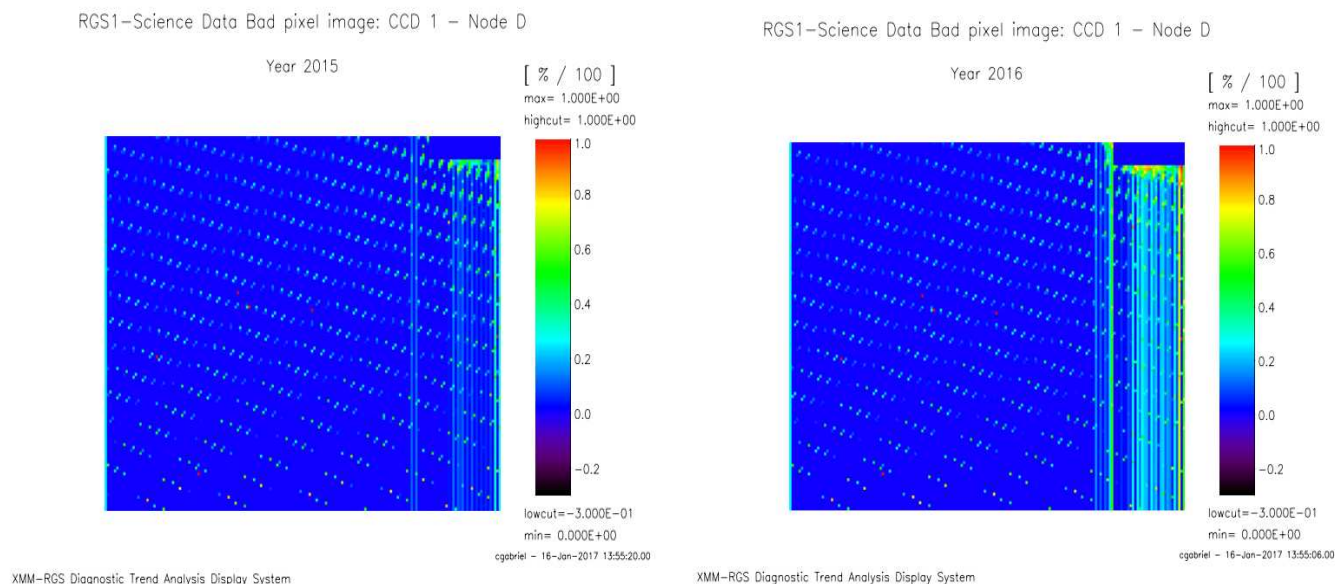 RGS1-Science Data Bad pixel image: CCD 1 - Node D
Year 2015
[ % / 100 ]
max= 1.000E+00
highcut= 1.000E+00
1.0
0.8
0.6
0.4
0.2
0.0
-0.2
lowcut=-3.000E-01
min= 0.000E+00
cgabriel - 16-Jan-2017 13:55:20.00
XMM-RGS Diagnostic Trend Analysis Display System
RGS1-Science Data Bad pixel image: CCD 1 - Node D
Year 2016
[ % / 100 ]
max= 1.000E+00
highcut= 1.000E+00
1.0
0.8
0.6
0.4
0.2
0.0
-0.2
lowcut=-3.000E-01
min= 0.000E+00
cgabriel - 16-Jan-2017 13:55:06.00
XMM-RGS Diagnostic Trend Analysis Display System